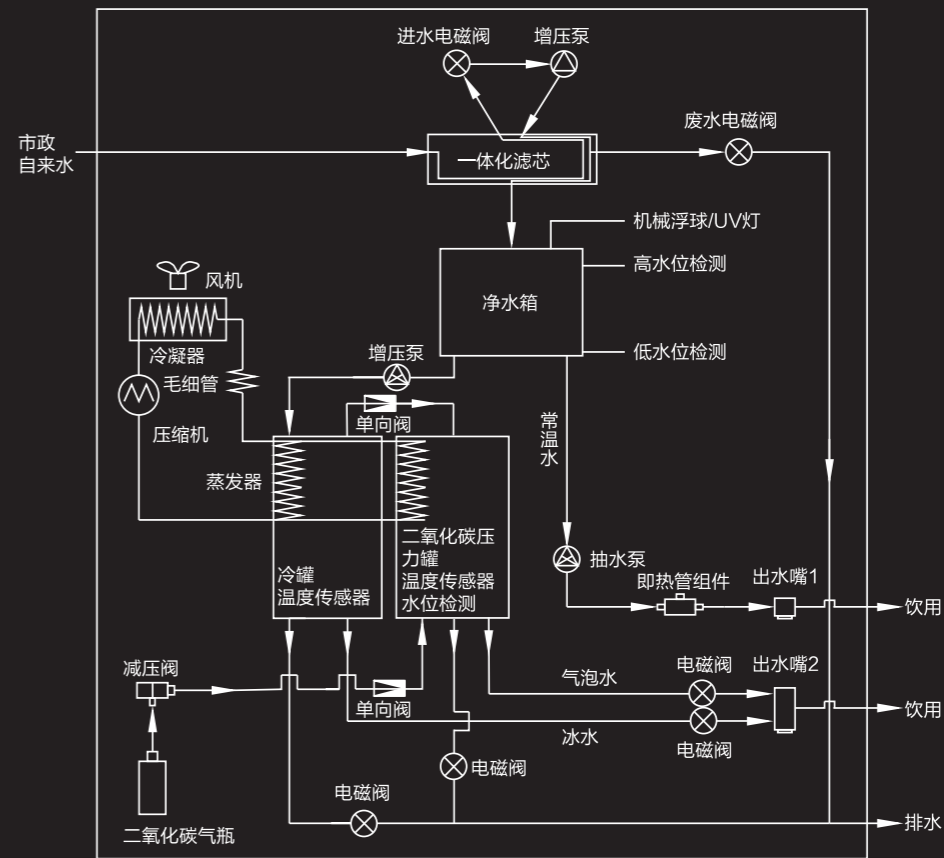 进水电磁阀
增压泵
废水电磁阀
市政
自来水
一体化滤芯
机械浮球/UV灯
高水位检测
风机
净水箱
冷凝器
增压泵
低水位检测
毛细管
单向阀
压缩机
常温水
蒸发器
二氧化碳压
力罐
温度传感器
水位检测
冷罐
温度传感器
抽水泵
即热管组件
出水嘴1
饮用
减压阀
单向阀
气泡水
电磁阀
出水嘴2
饮用
冰水
电磁阀
电磁阀
电磁阀
二氧化碳气瓶
排水